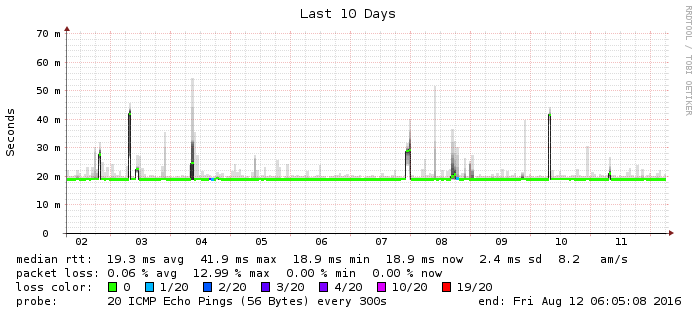 Last 10 Days
RRDTOOL / TOBI OETIKER
Seconds
70 m
60 m
50 m
40 m
30 m
20 m
10 m
0
02 03 04 05 06 07 08 09 10 11
median rtt: 19.3 ms avg 41.9 ms max 18.9 ms min 18.9 ms now 2.4 ms sd 8.2 am/s
packet loss: 0.06 % avg 12.99 % max 0.00 % min 0.00 % now
loss color: 0 1/20 2/20 3/20 4/20 10/20 19/20
probe: 20 ICMP Echo Pings (56 Bytes) every 300s end: Fri Aug 12 06:05:08 2016